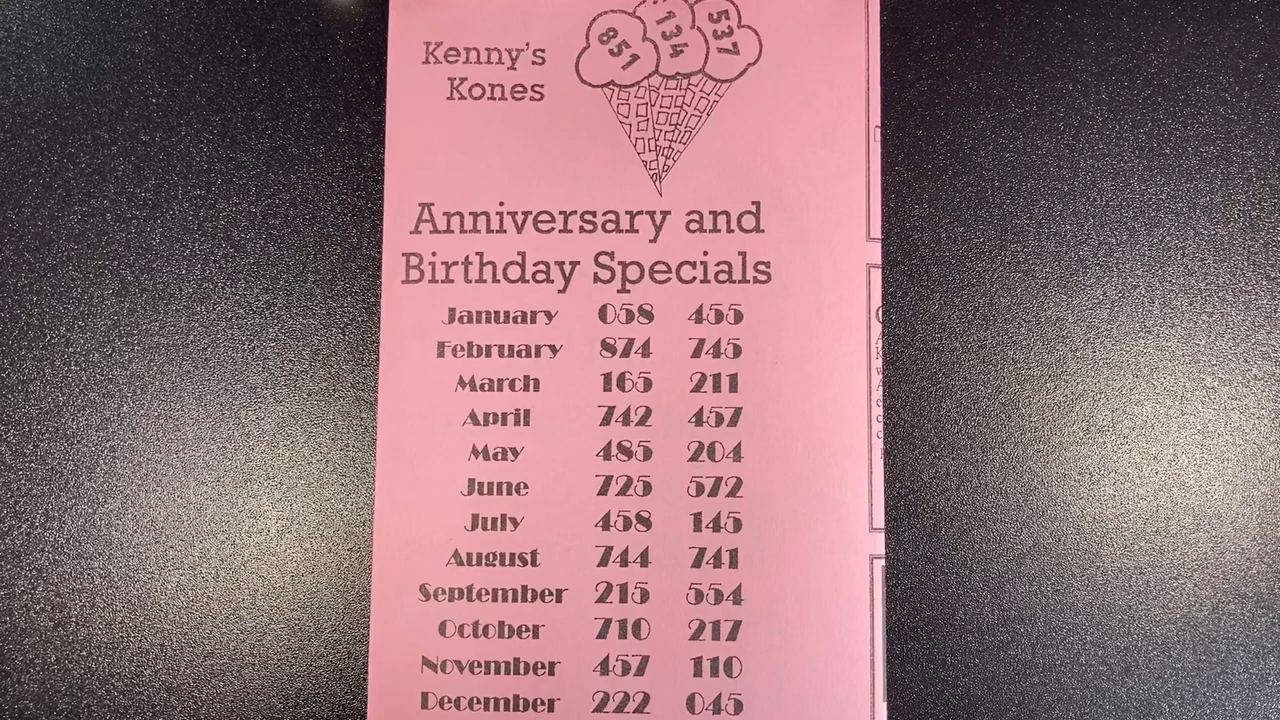 Kenny's
Kones
851
134
537
Anniversary and
Birthday Specials
January 058 455
February 874 745
March 165 211
April 742 457
May 485 204
June 725 572
July 458 145
August 744 741
September 215 554
October 710 217
November 457 110
December 222 045